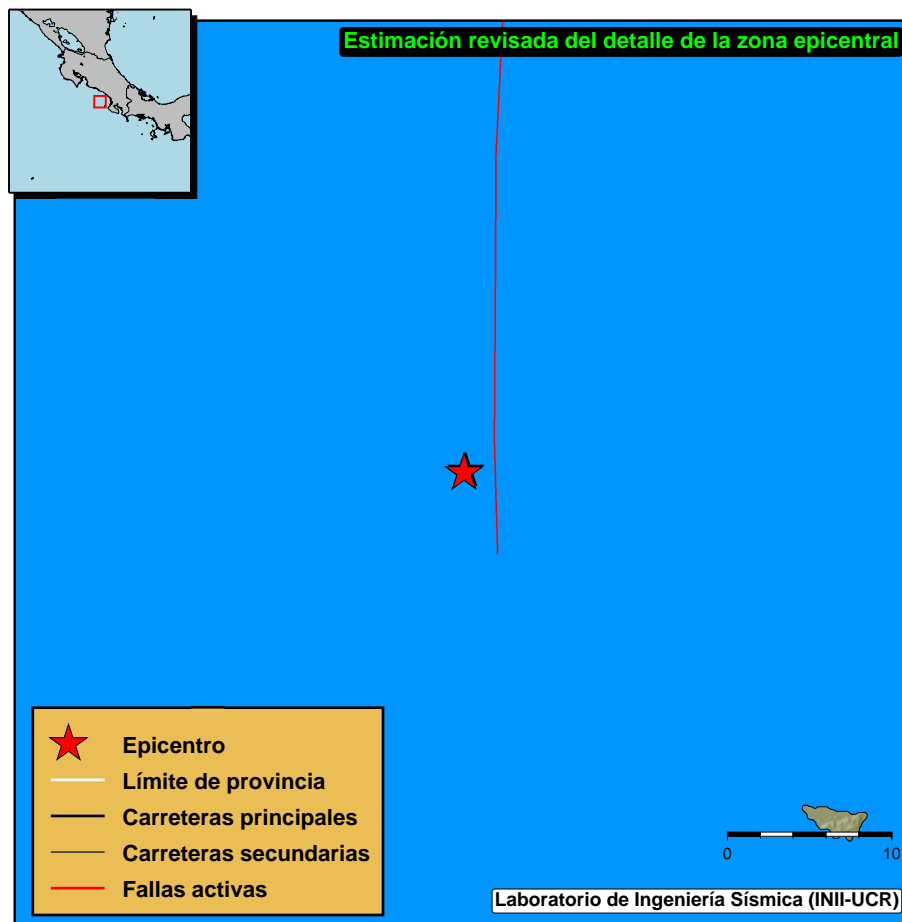 Estimación revisada del detalle de la zona epicentral
Epicentro
Límite de provincia
Carreteras principales
Carreteras secundarias
Fallas activas
0 10
Laboratorio de Ingeniería Sísmica (INII-UCR)